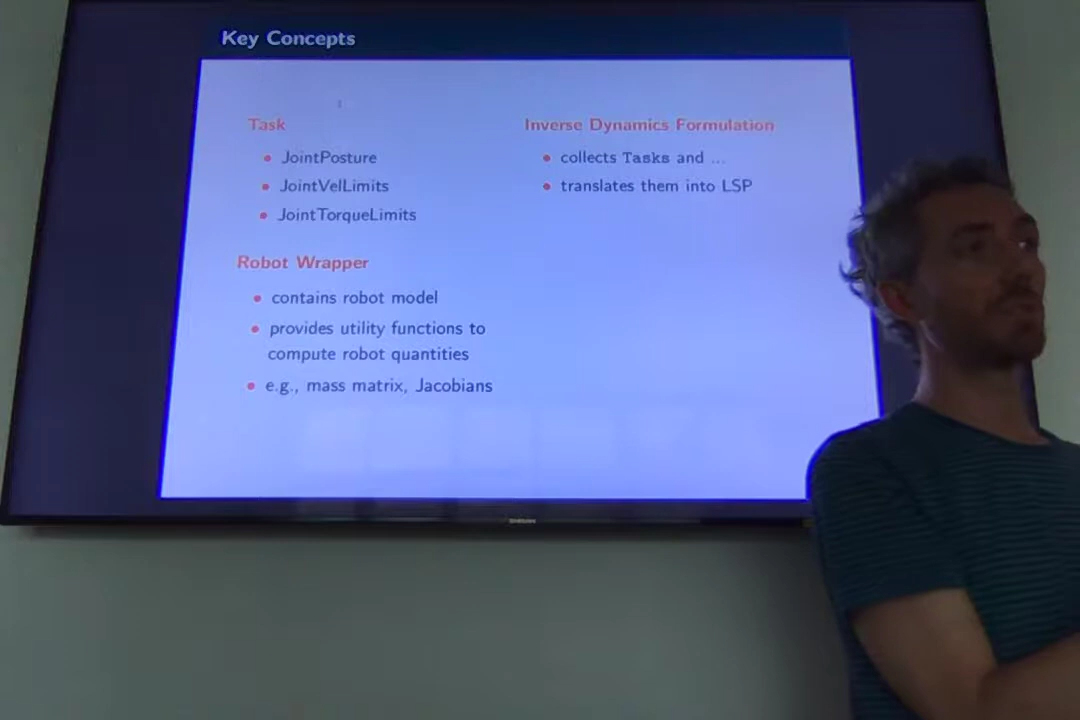 Key Concepts
Task
JointPosture
JointVelLimits
JointTorqueLimits
Robot Wrapper
contains robot model
provides utility functions to
compute robot quantities
e.g., mass matrix, Jacobians
Inverse Dynamics Formulation
collects Tasks and ...
translates them into LSP
SAMSUNG